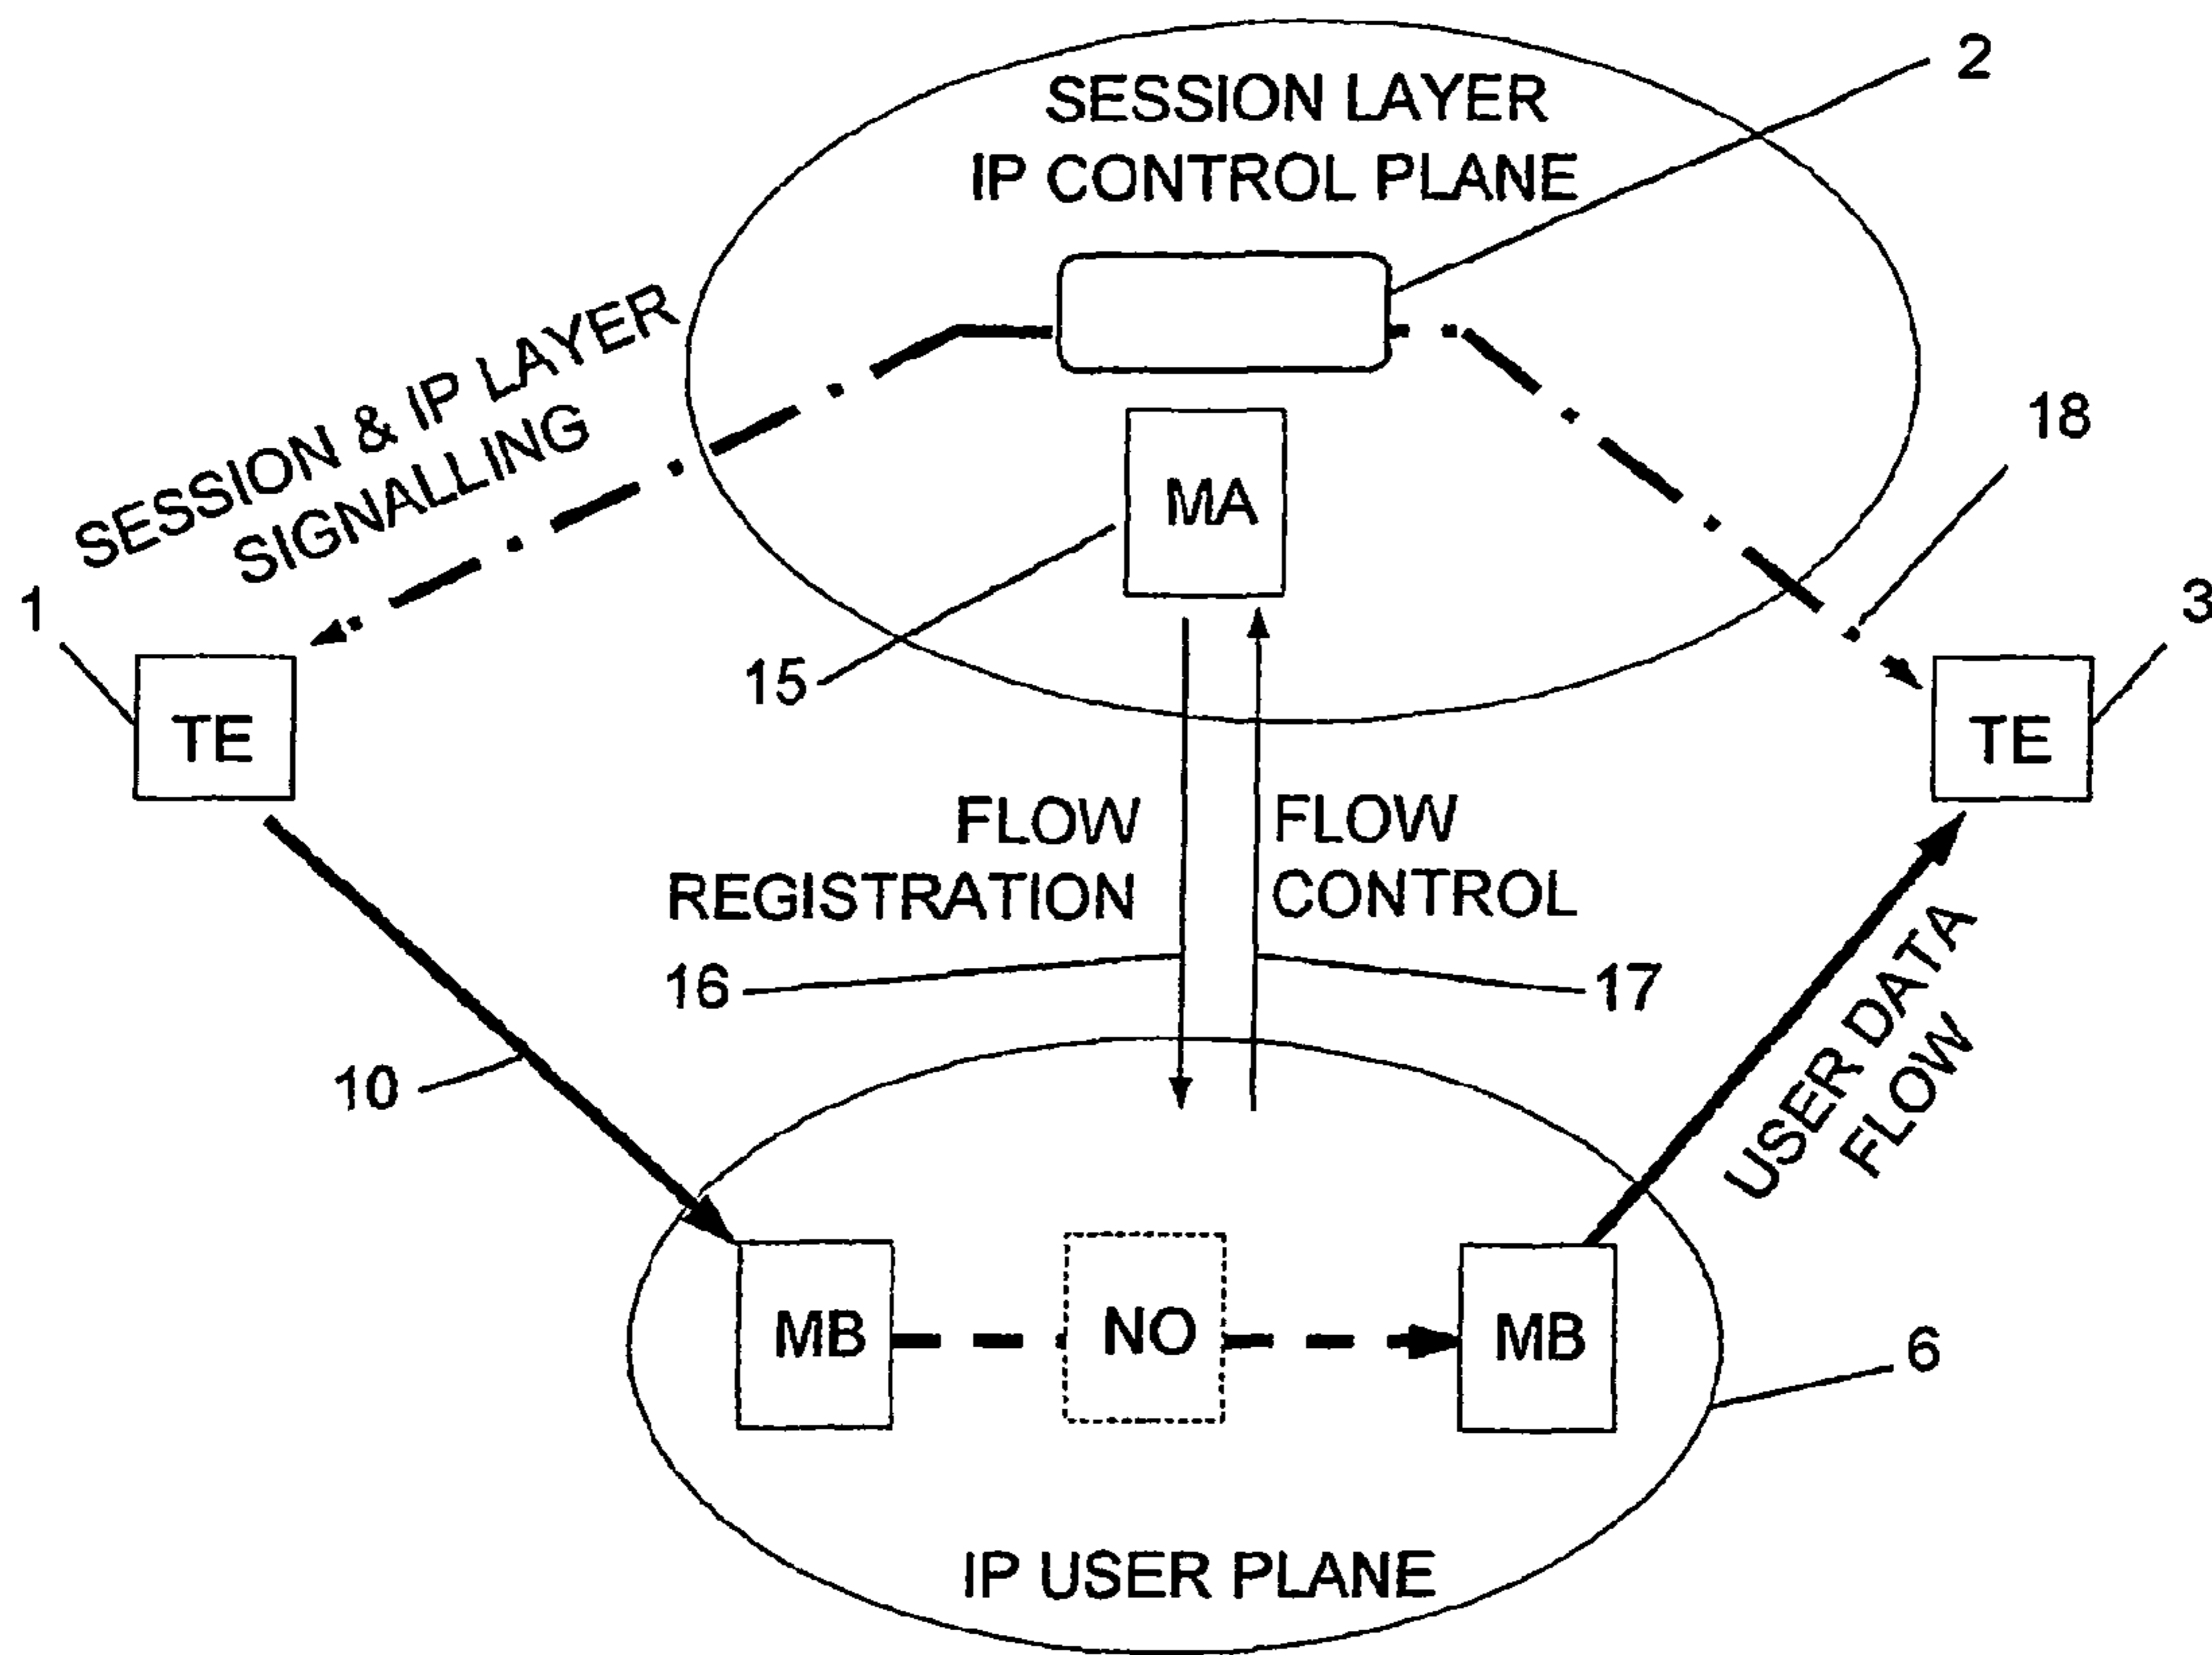 2
SESSION LAYER
IP CONTROL PLANE
SESSION & IP LAYER
SIGNALLING
18
MA
1
3
15
TE
TE
FLOW
REGISTRATION
FLOW
CONTROL
16
17
USER DATA
FLOW
10
MB
NO
MB
6
IP USER PLANE